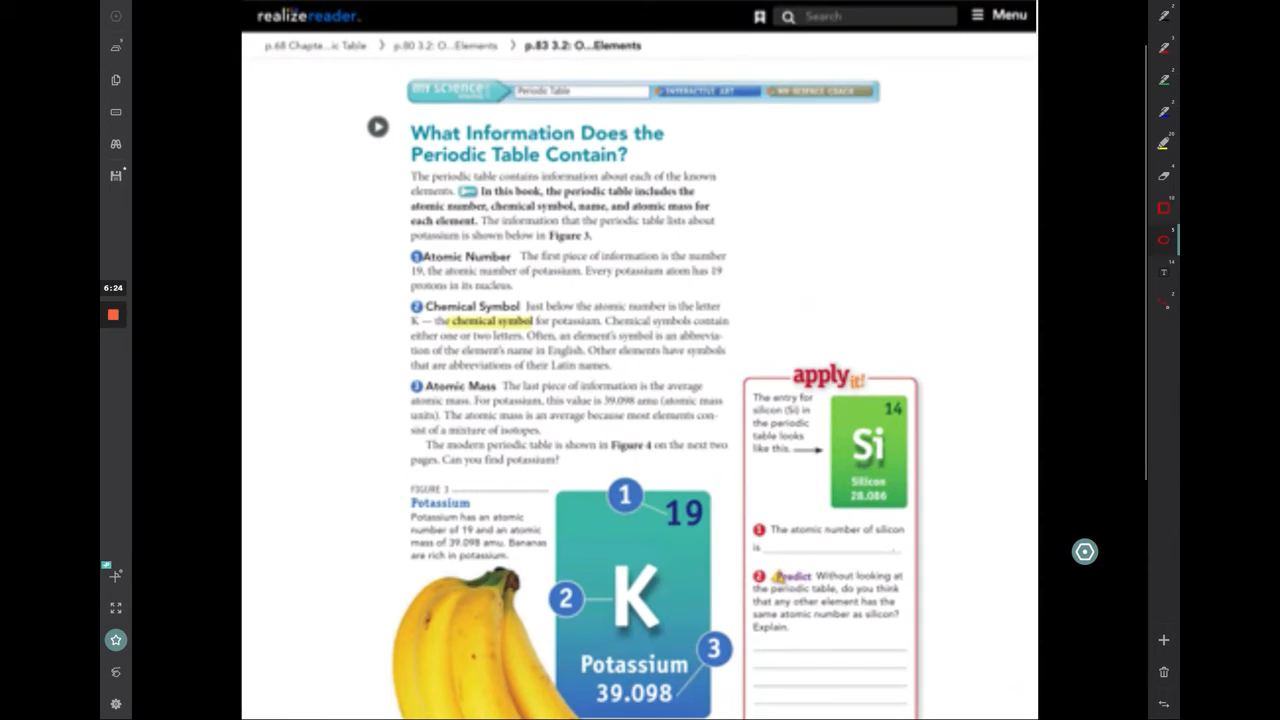 realizereader.
Search
Menu
p.68 Chapte...ic Table
p.80 3.2: O...Elements
p.83 3.2: O...Elements
my science
Periodic Table
INTERACTIVE ART
MY SCIENCE COACH
What Information Does the
Periodic Table Contain?
The periodic table contains information about each of the known
elements. In this book, the periodic table includes the
atomic number, chemical symbol, name, and atomic mass for
each element. The information that the periodic table lists about
potassium is shown below in Figure 3.
1 Atomic Number The first piece of information is the number
19, the atomic number of potassium. Every potassium atom has 19
protons in its nucleus.
2 Chemical Symbol Just below the atomic number is the letter
K — the chemical symbol for potassium. Chemical symbols contain
either one or two letters. Often, an element's symbol is an abbrevia-
tion of the element's name in English. Other elements have symbols
that are abbreviations of their Latin names.
3 Atomic Mass The last piece of information is the average
atomic mass. For potassium, this value is 39.098 amu (atomic mass
units). The atomic mass is an average because most elements con-
sist of a mixture of isotopes.
The modern periodic table is shown in Figure 4 on the next two
pages. Can you find potassium?
FIGURE 3
Potassium
Potassium has an atomic
number of 19 and an atomic
mass of 39.098 amu. Bananas
are rich in potassium.
1
19
2
K
3
Potassium
39.098
apply it!
The entry for
silicon (Si) in
the periodic
table looks
like this.
14
Si
Silicon
28.086
1 The atomic number of silicon
is ____.
2 Predict Without looking at
the periodic table, do you think
that any other element has the
same atomic number as silicon?
Explain.
6:24